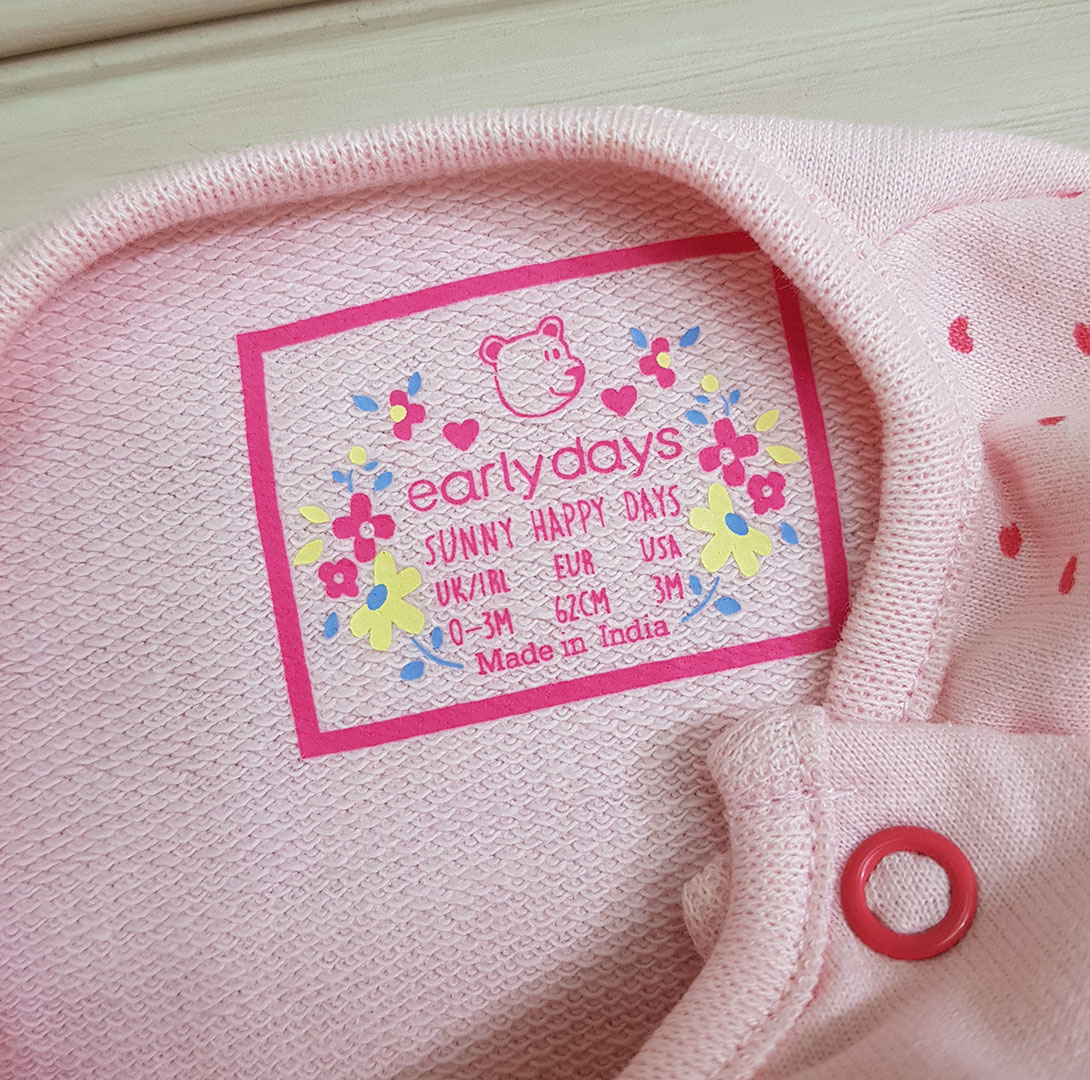 earlydays
SUNNY HAPPY DAYS
UK/IRL EUR USA
0-3M 62CM 3M
Made in India